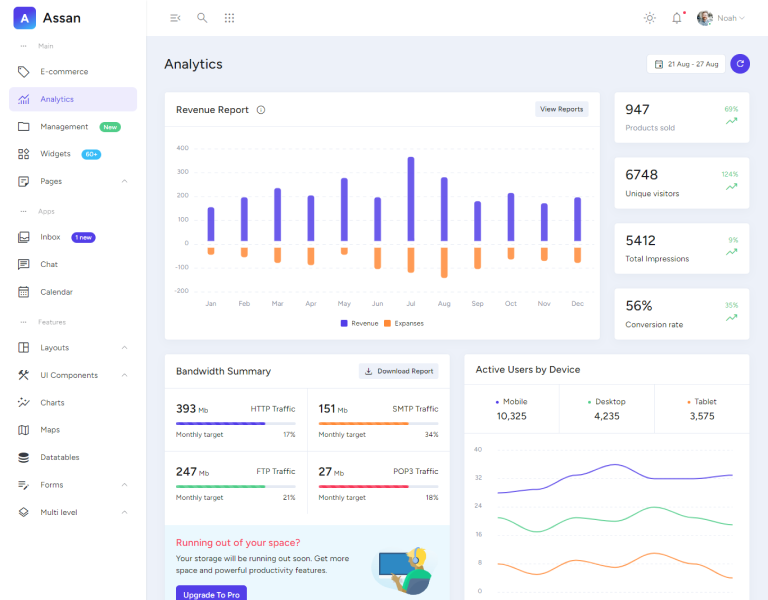 A Assan
Noah
Main
E-commerce
Analytics
Management New
Widgets 60+
Pages
Apps
Inbox 1 new
Chat
Calendar
Features
Layouts
UI Components
Charts
Maps
Datatables
Forms
Multi level
Analytics
21 Aug - 27 Aug
Revenue Report
View Reports
400
300
200
100
0
-100
-200
Jan Feb Mar Apr May Jun Jul Aug Sep Oct Nov Dec
Revenue Expanses
947 69%
Products sold
6748 124%
Unique visitors
5412 9%
Total Impressions
56% 35%
Conversion rate
Bandwidth Summary
Download Report
393 Mb HTTP Traffic
Monthly target 17%
151 Mb SMTP Traffic
Monthly target 34%
247 Mb FTP Traffic
Monthly target 21%
27 Mb POP3 Traffic
Monthly target 18%
Running out of your space?
Your storage will be running out soon. Get more
space and powerful productivity features.
Upgrade To Pro
Active Users by Device
Mobile
10,325
Desktop
4,235
Tablet
3,575
40
32
24
16
8
0